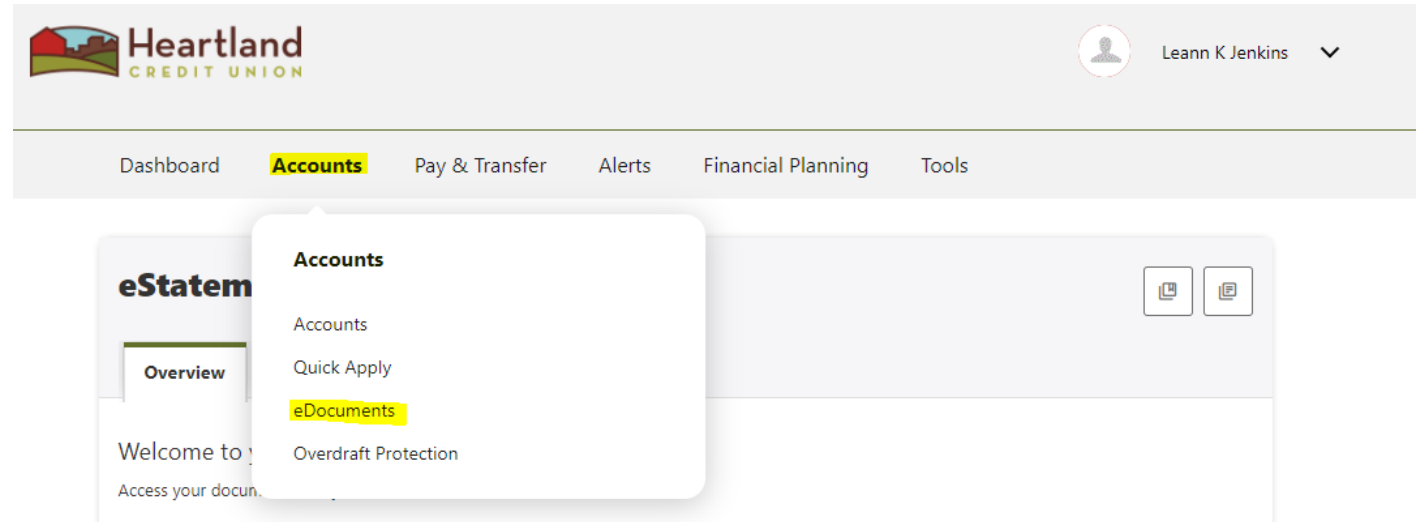 Heartland
CREDIT UNION
Leann K Jenkins
Dashboard Accounts Pay & Transfer Alerts Financial Planning Tools
Accounts
eStatem
Accounts
Overview
Quick Apply
eDocuments
Welcome to
Overdraft Protection
Access your docum